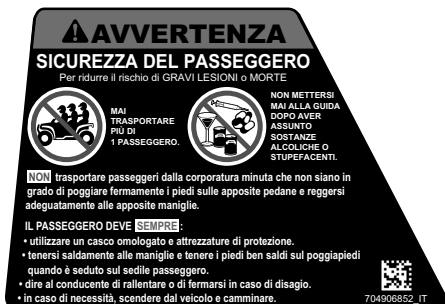 AVVERTENZA
SICUREZZA DEL PASSEGGERO
Per ridurre il rischio di GRAVI LESIONI o MORTE
MAI
TRASPORTARE
PIÙ DI
1 PASSEGGERO.
NON METTERSI
MAI ALLA GUIDA
DOPO AVER
ASSUNTO
SOSTANZE
ALCOLICHE O
STUPEFACENTI.
NON trasportare passeggeri dalla corporatura minuta che non siano in
grado di poggiare fermamente i piedi sulle apposite pedane e reggersi
adeguatamente alle apposite maniglie.
IL PASSEGGERO DEVE SEMPRE:
• utilizzare un casco omologato e attrezzature di protezione.
• tenersi saldamente alle maniglie e tenere i piedi ben saldi sul poggiapiedi
quando è seduto sul sedile passeggero.
• dire al conducente di rallentare o di fermarsi in caso di disagio.
• in caso di necessità, scendere dal veicolo e camminare.
704906852_IT